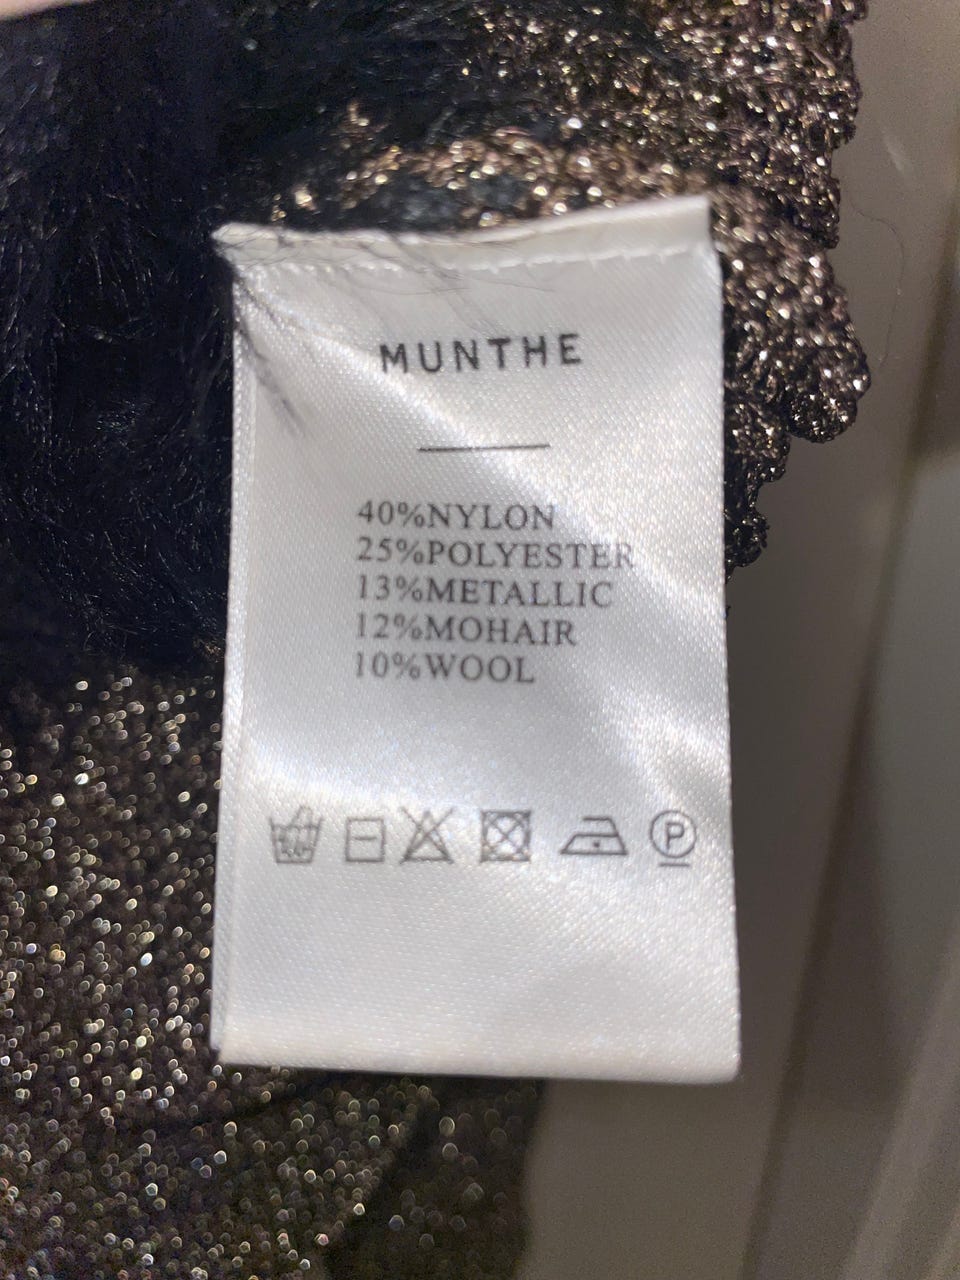 MUNTHE
40%NYLON
25%POLYESTER
13%METALLIC
12%MOHAIR
10%WOOL
P